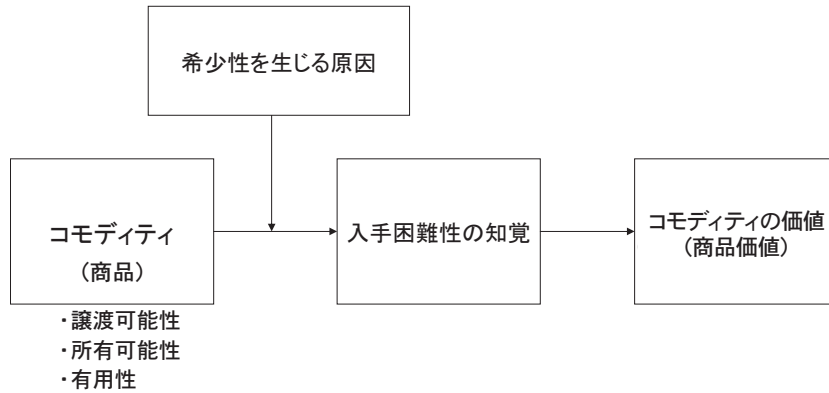 希少性を生じる原因
コモディティ
（商品）
入手困難性の知覚
コモディティの価値
（商品価値）
・譲渡可能性
・所有可能性
・有用性